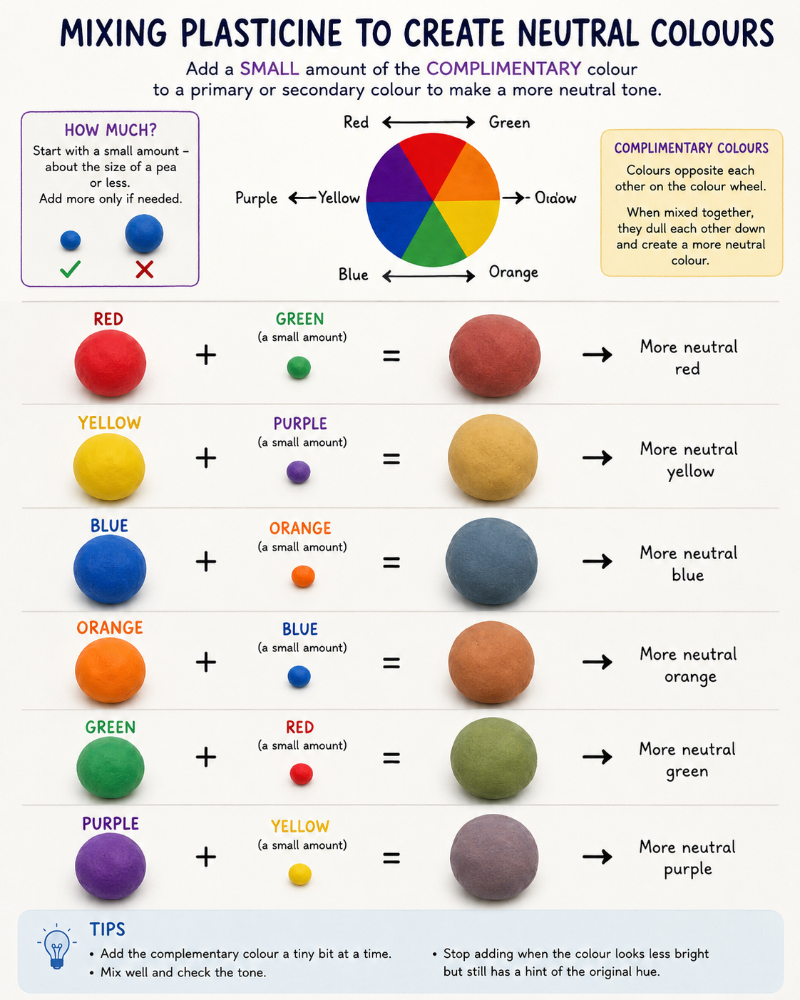 MIXING PLASTICINE TO CREATE NEUTRAL COLOURS
Add a SMALL amount of the COMPLIMENTARY colour
to a primary or secondary colour to make a more neutral tone.
HOW MUCH?
Start with a small amount –
about the size of a pea
or less.
Add more only if needed.
Red
Green
Purple
Yellow
Blue
Orange
COMPLIMENTARY COLOURS
Colours opposite each
other on the colour wheel.
When mixed together,
they dull each other down
and create a more neutral
colour.
RED
+
GREEN
(a small amount)
=
More neutral
red
YELLOW
+
PURPLE
(a small amount)
=
More neutral
yellow
BLUE
+
ORANGE
(a small amount)
=
More neutral
blue
ORANGE
+
BLUE
(a small amount)
=
More neutral
orange
GREEN
+
RED
(a small amount)
=
More neutral
green
PURPLE
+
YELLOW
(a small amount)
=
More neutral
purple
TIPS
• Add the complementary colour a tiny bit at a time.
• Mix well and check the tone.
• Stop adding when the colour looks less bright
but still has a hint of the original hue.